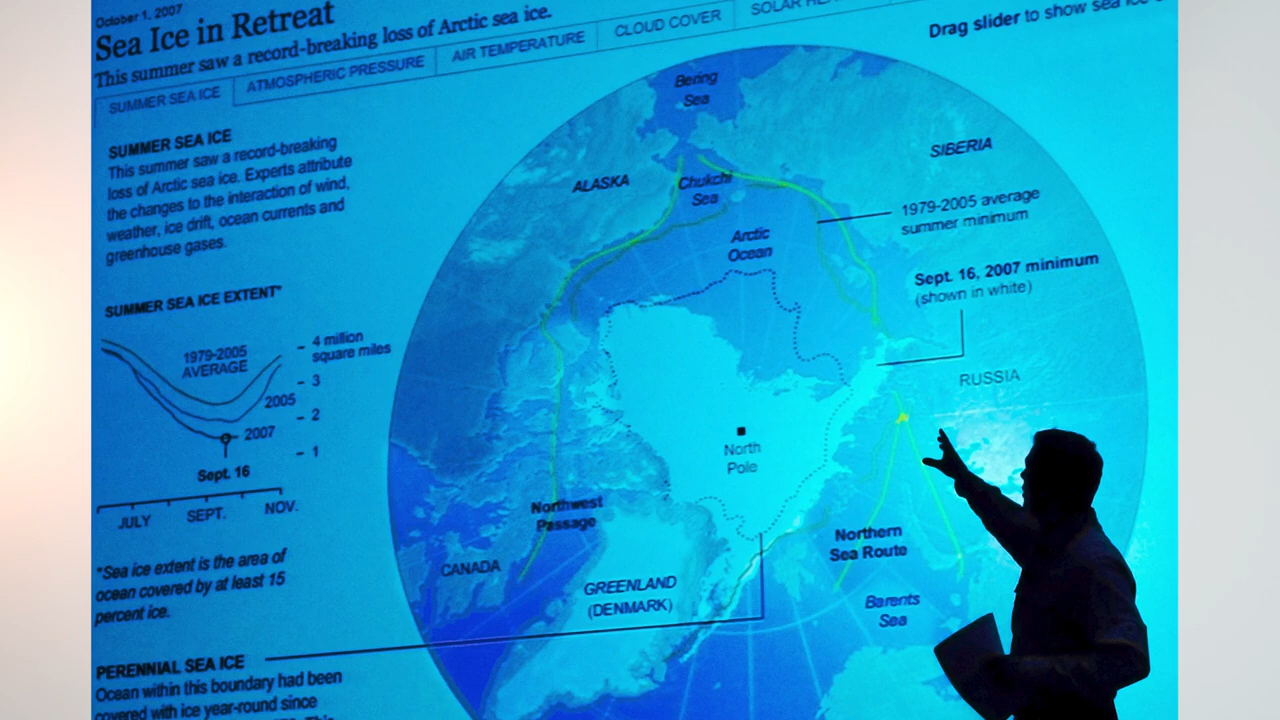 October 1, 2007
Sea Ice in Retreat
This summer saw a record-breaking loss of Arctic sea ice.
SUMMER SEA ICE
ATMOSPHERIC PRESSURE
AIR TEMPERATURE
CLOUD COVER
SOLAR
Drag slider to show sea ice
SUMMER SEA ICE
This summer saw a record-breaking
loss of Arctic sea ice. Experts attribute
the changes to the interaction of wind,
weather, ice drift, ocean currents and
greenhouse gases.
SUMMER SEA ICE EXTENT*
1979-2005
AVERAGE
4 million
square miles
3
2005
2
2007
1
Sept. 16
JULY
SEPT.
NOV.
*Sea ice extent is the area of
ocean covered by at least 15
percent ice.
PERENNIAL SEA ICE
Ocean within this boundary had been
covered with ice year-round since
This
Bering
Sea
SIBERIA
ALASKA
Chukchi
Sea
1979-2005 average
summer minimum
Arctic
Ocean
Sept. 16, 2007 minimum
(shown in white)
RUSSIA
North
Pole
Northwest
Passage
Northern
Sea Route
CANADA
GREENLAND
(DENMARK)
Barents
Sea